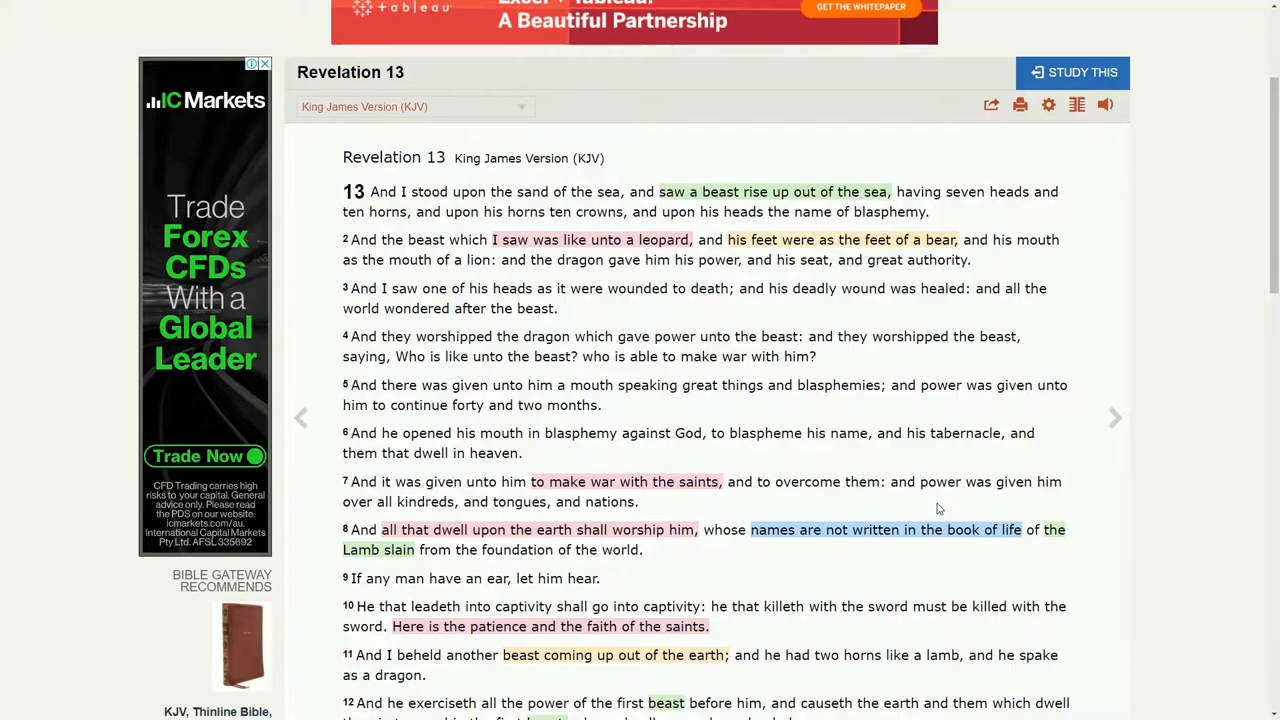 + a b l e a u
Excel + Tableau:
A Beautiful Partnership
GET THE WHITEPAPER
IC Markets
Trade
Forex
CFDs
With a
Global
Leader
Trade Now
CFD Trading carries high
risks to your capital. General
advice only. Please read
the PDS on our website:
icmarkets.com/au.
International Capital Markets
Pty Ltd. AFSL 335692
BIBLE GATEWAY
RECOMMENDS
KJV, Thinline Bible,
Revelation 13
STUDY THIS
King James Version (KJV)
Revelation 13 King James Version (KJV)
13 And I stood upon the sand of the sea, and saw a beast rise up out of the sea, having seven heads and
ten horns, and upon his horns ten crowns, and upon his heads the name of blasphemy.
2 And the beast which I saw was like unto a leopard, and his feet were as the feet of a bear, and his mouth
as the mouth of a lion: and the dragon gave him his power, and his seat, and great authority.
3 And I saw one of his heads as it were wounded to death; and his deadly wound was healed: and all the
world wondered after the beast.
4 And they worshipped the dragon which gave power unto the beast: and they worshipped the beast,
saying, Who is like unto the beast? who is able to make war with him?
5 And there was given unto him a mouth speaking great things and blasphemies; and power was given unto
him to continue forty and two months.
6 And he opened his mouth in blasphemy against God, to blaspheme his name, and his tabernacle, and
them that dwell in heaven.
7 And it was given unto him to make war with the saints, and to overcome them: and power was given him
over all kindreds, and tongues, and nations.
8 And all that dwell upon the earth shall worship him, whose names are not written in the book of life of the
Lamb slain from the foundation of the world.
9 If any man have an ear, let him hear.
10 He that leadeth into captivity shall go into captivity: he that killeth with the sword must be killed with the
sword. Here is the patience and the faith of the saints.
11 And I beheld another beast coming up out of the earth; and he had two horns like a lamb, and he spake
as a dragon.
12 And he exerciseth all the power of the first beast before him, and causeth the earth and them which dwell